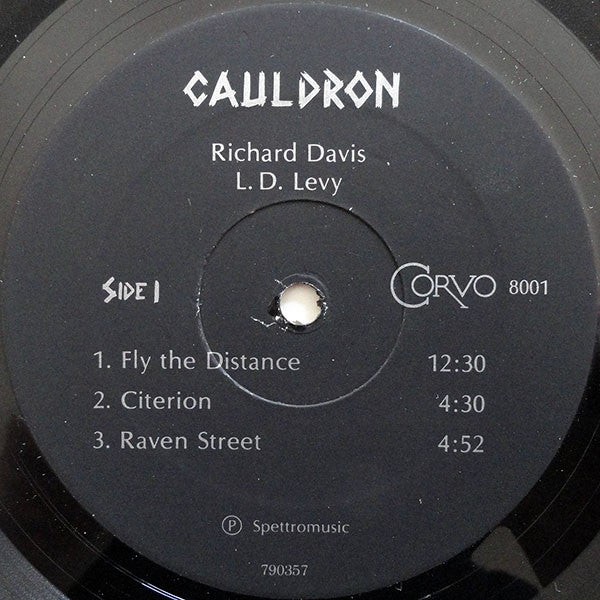 CAULDRON
Richard Davis
L. D. Levy
SIDE 1
CORVO 8001
1. Fly the Distance 12:30
2. Citerion 4:30
3. Raven Street 4:52
Ⓟ Spettromusic
790357